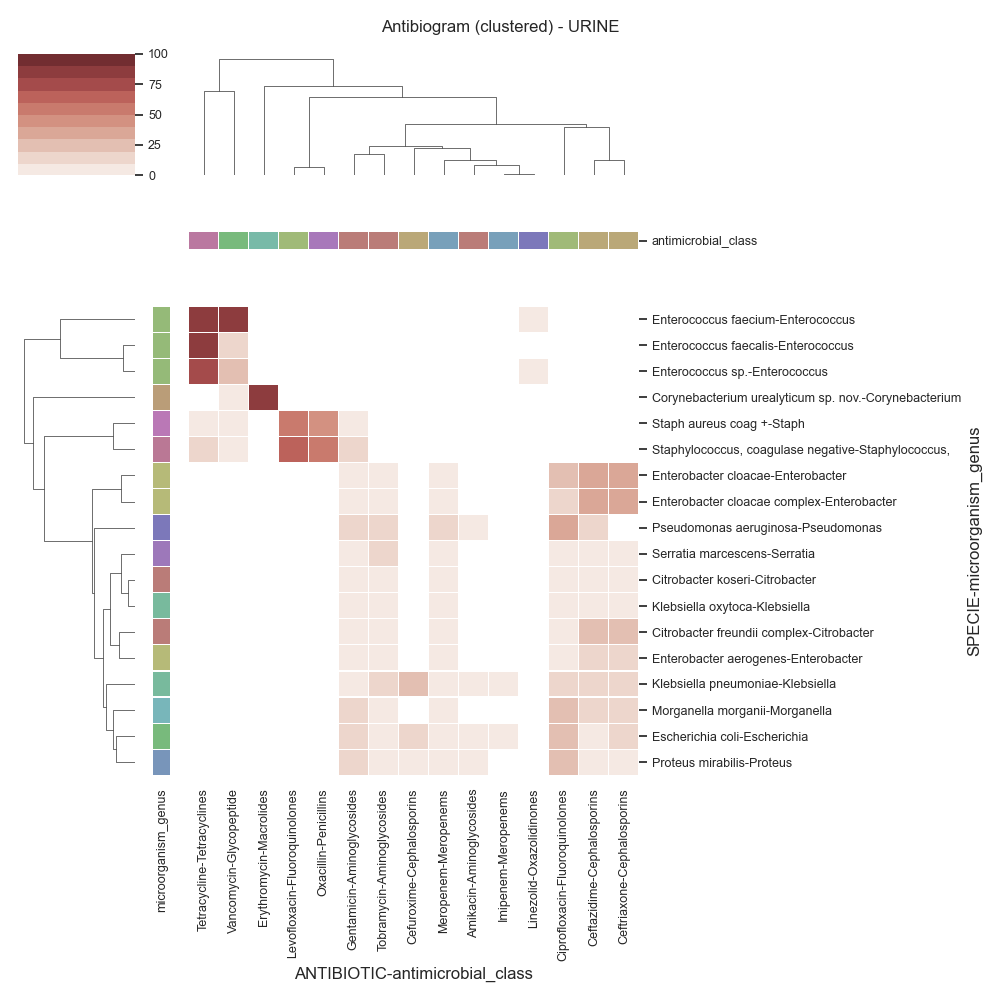 Antibiogram (clustered) - URINE
100
75
50
25
0
antimicrobial_class
Enterococcus faecium-Enterococcus
Enterococcus faecalis-Enterococcus
Enterococcus sp.-Enterococcus
Corynebacterium urealyticum sp. nov.-Corynebacterium
Staph aureus coag +-Staph
Staphylococcus, coagulase negative-Staphylococcus,
Enterobacter cloacae-Enterobacter
Enterobacter cloacae complex-Enterobacter
Pseudomonas aeruginosa-Pseudomonas
Serratia marcescens-Serratia
Citrobacter koseri-Citrobacter
Klebsiella oxytoca-Klebsiella
Citrobacter freundii complex-Citrobacter
Enterobacter aerogenes-Enterobacter
Klebsiella pneumoniae-Klebsiella
Morganella morganii-Morganella
Escherichia coli-Escherichia
Proteus mirabilis-Proteus
SPECIE-microorganism_genus
microorganism_genus
Tetracycline-Tetracyclines
Vancomycin-Glycopeptide
Erythromycin-Macrolides
Levofloxacin-Fluoroquinolones
Oxacillin-Penicillins
Gentamicin-Aminoglycosides
Tobramycin-Aminoglycosides
Cefuroxime-Cephalosporins
Meropenem-Meropenems
Amikacin-Aminoglycosides
Imipenem-Meropenems
Linezolid-Oxazolidinones
Ciprofloxacin-Fluoroquinolones
Ceftazidime-Cephalosporins
Ceftriaxone-Cephalosporins
ANTIBIOTIC-antimicrobial_class